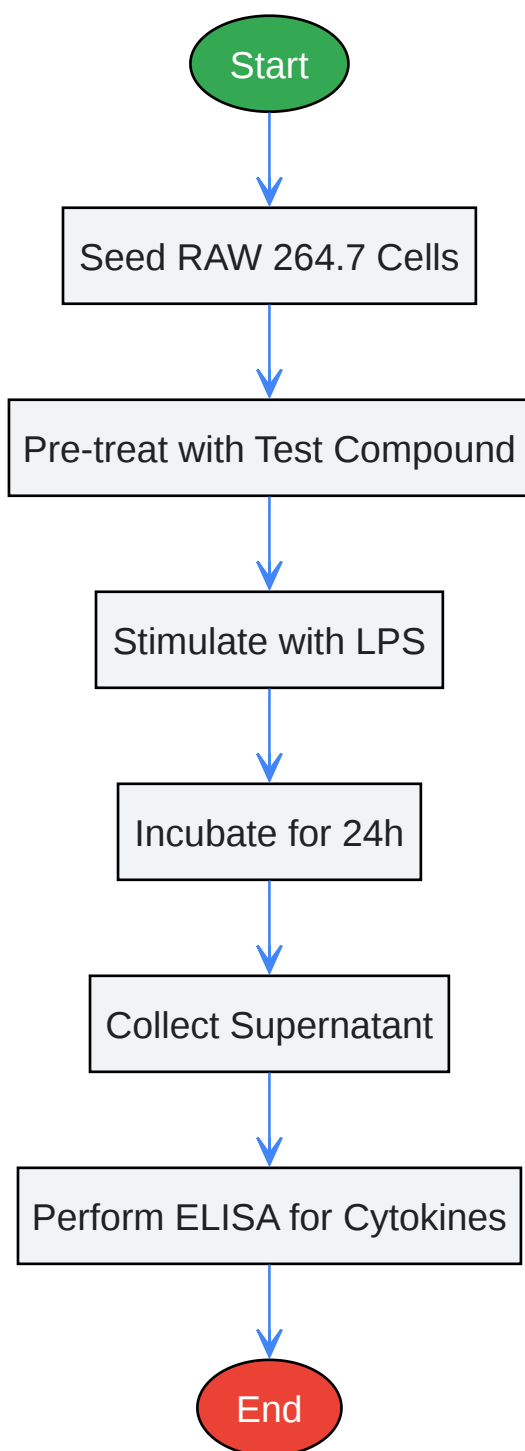 Start
Seed RAW 264.7 Cells
Pre-treat with Test Compound
Stimulate with LPS
Incubate for 24h
Collect Supernatant
Perform ELISA for Cytokines
End